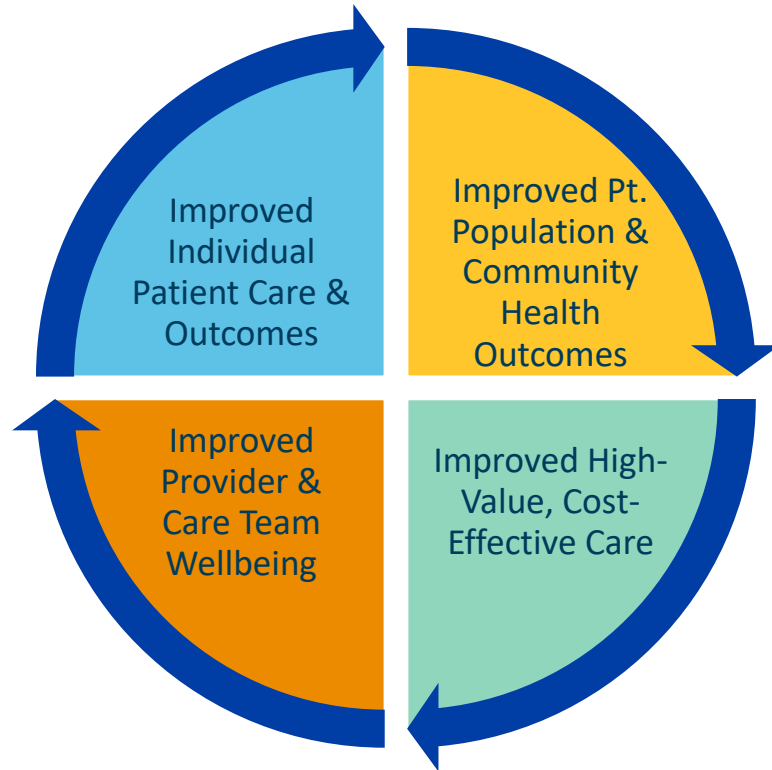 Improved
Individual
Patient Care &
Outcomes
Improved Pt.
Population &
Community
Health
Outcomes
Improved
Provider &
Care Team
Wellbeing
Improved High-
Value, Cost-
Effective Care